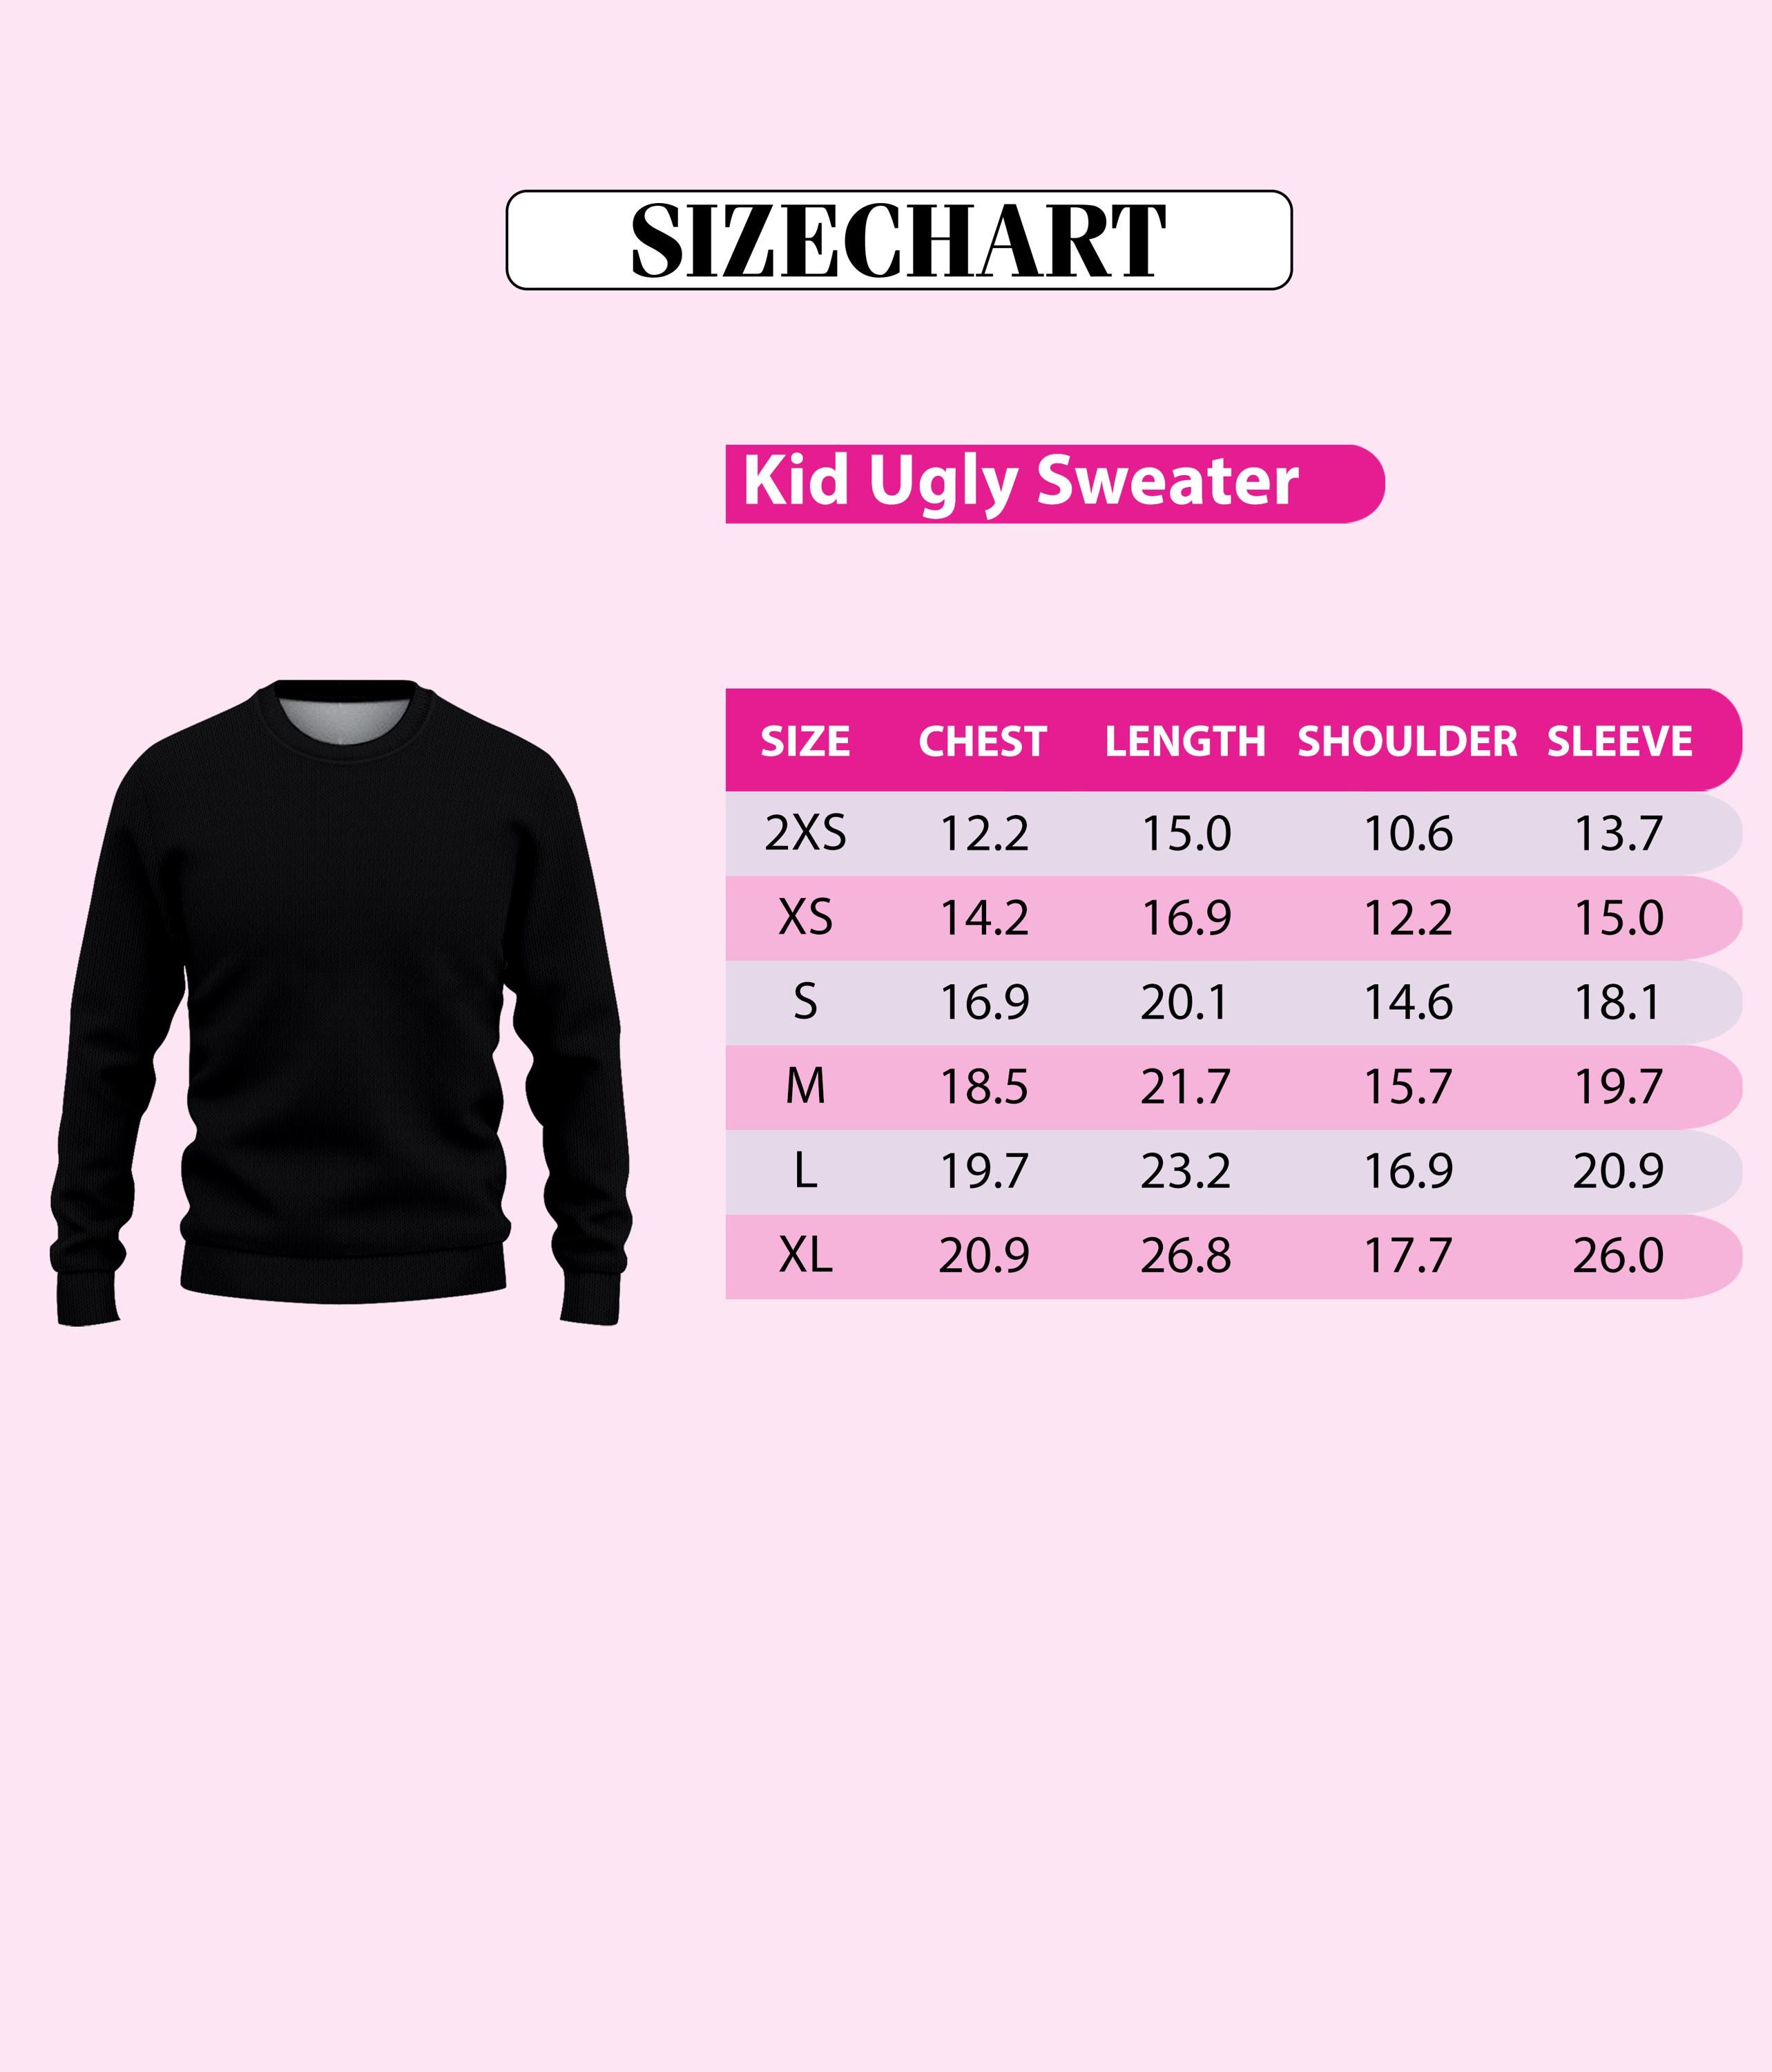 SIZECHART
Kid Ugly Sweater
SIZE CHEST LENGTH SHOULDER SLEEVE
2XS 12.2 15.0 10.6 13.7
XS 14.2 16.9 12.2 15.0
S 16.9 20.1 14.6 18.1
M 18.5 21.7 15.7 19.7
L 19.7 23.2 16.9 20.9
XL 20.9 26.8 17.7 26.0